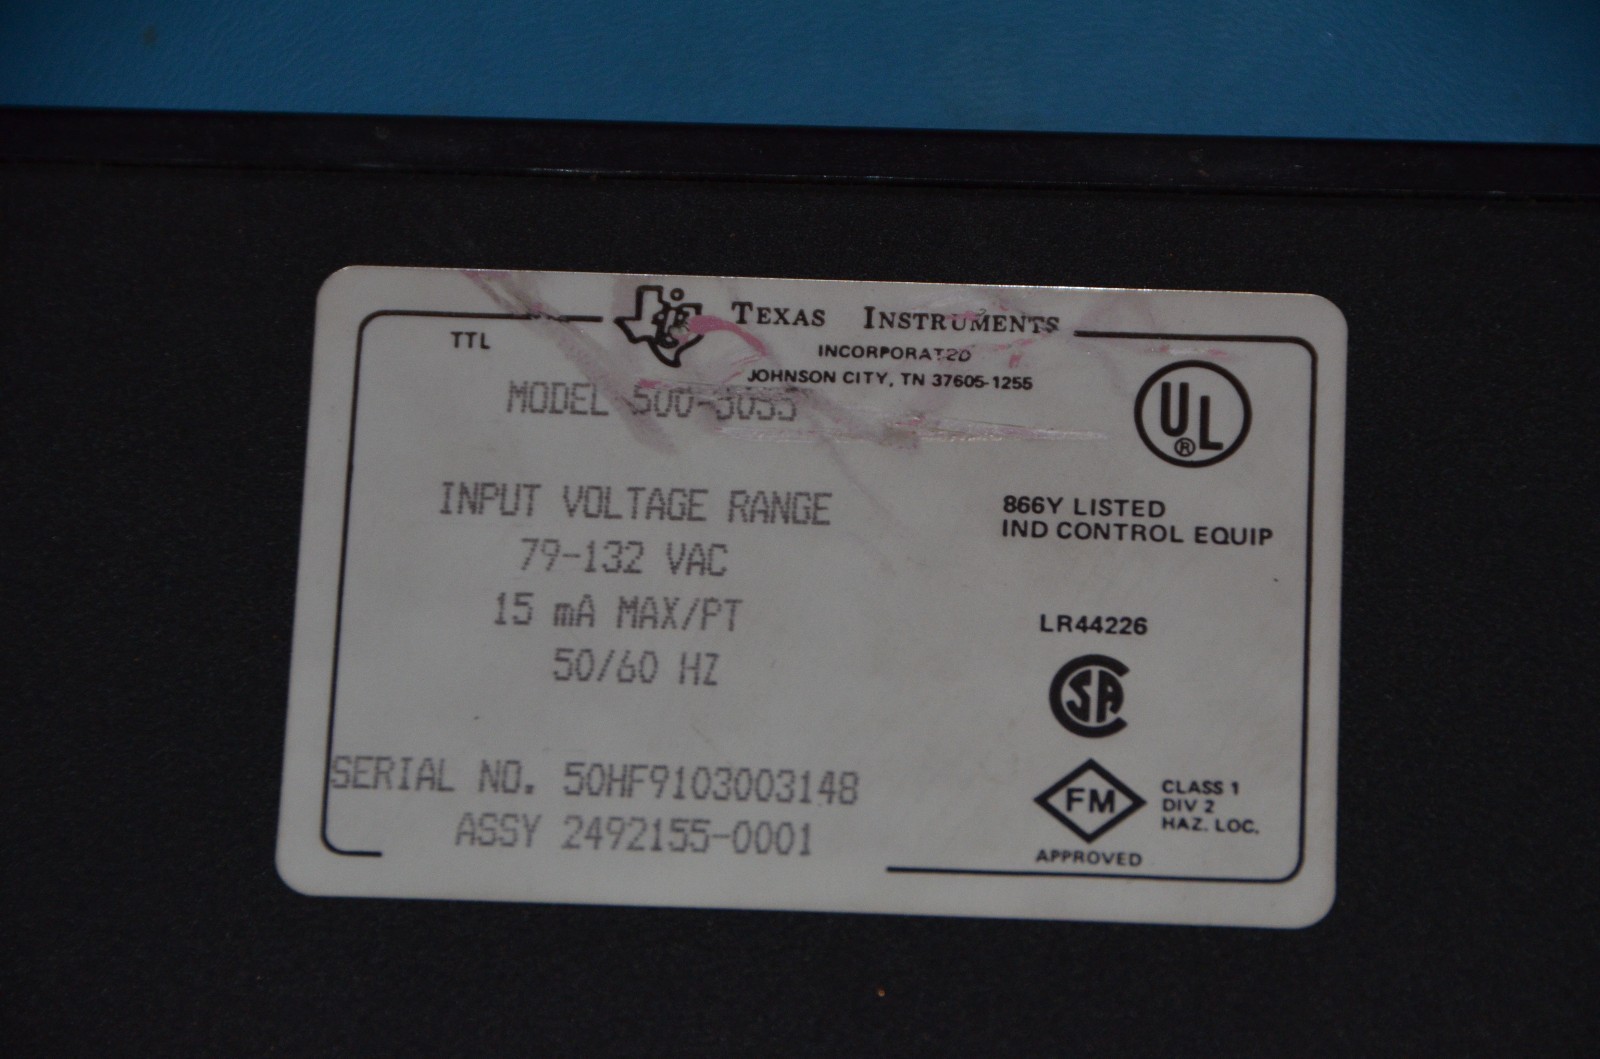 TTL
TEXAS INSTRUMENTS
INCORPORATED
JOHNSON CITY, TN 37605-1255
MODEL
UL
®
INPUT VOLTAGE RANGE
79-132 VAC
15 mA MAX/PT
50/60 HZ
866Y LISTED
IND CONTROL EQUIP
LR44226
SA
SERIAL NO. 50HF9103003148
ASSY 2492155-0001
FM
APPROVED
CLASS 1
DIV 2
HAZ. LOC.